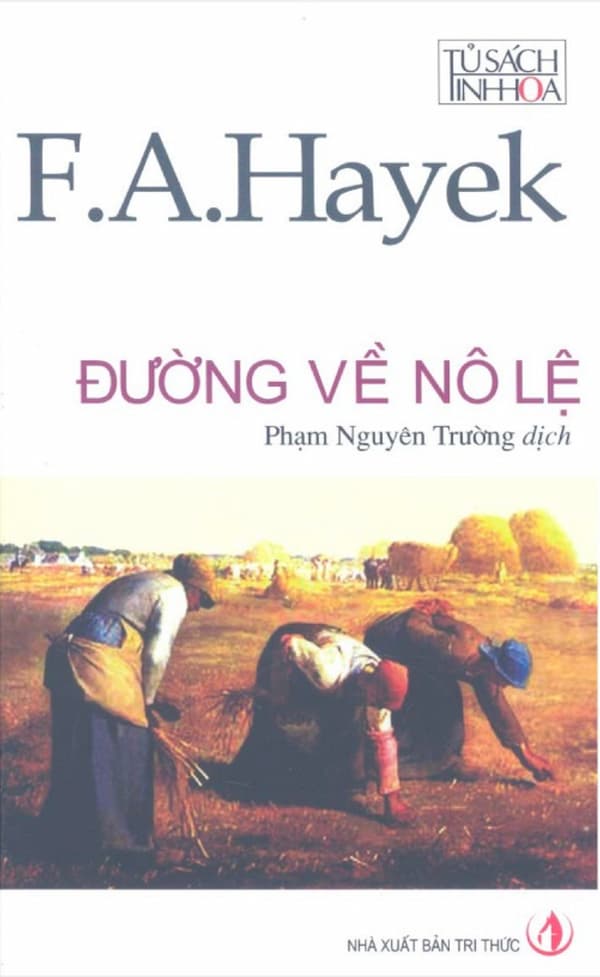 TỦ SÁCH
TINH HOA
F.A.Hayek
ĐƯỜNG VỀ NÔ LỆ
Phạm Nguyên Trường dịch
NHÀ XUẤT BẢN TRI THỨC